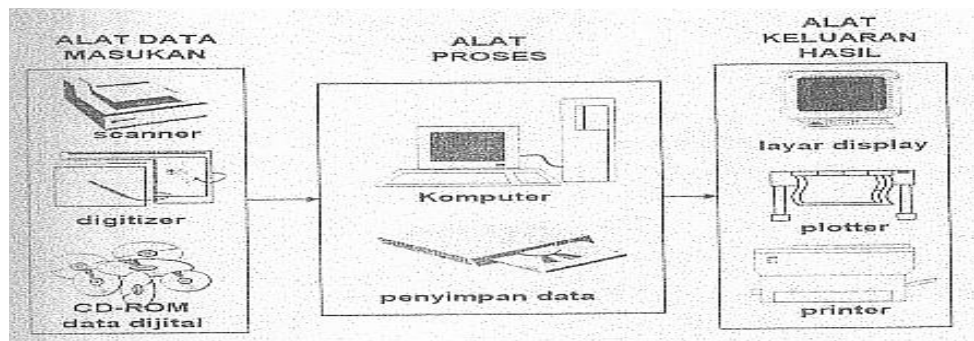 ALAT DATA
MASUKAN
scanner
digitizer
CD-ROM
data dijital
ALAT
PROSES
Komputer
penyimpan data
ALAT
KELUARAN
HASIL
layar display
plotter
printer